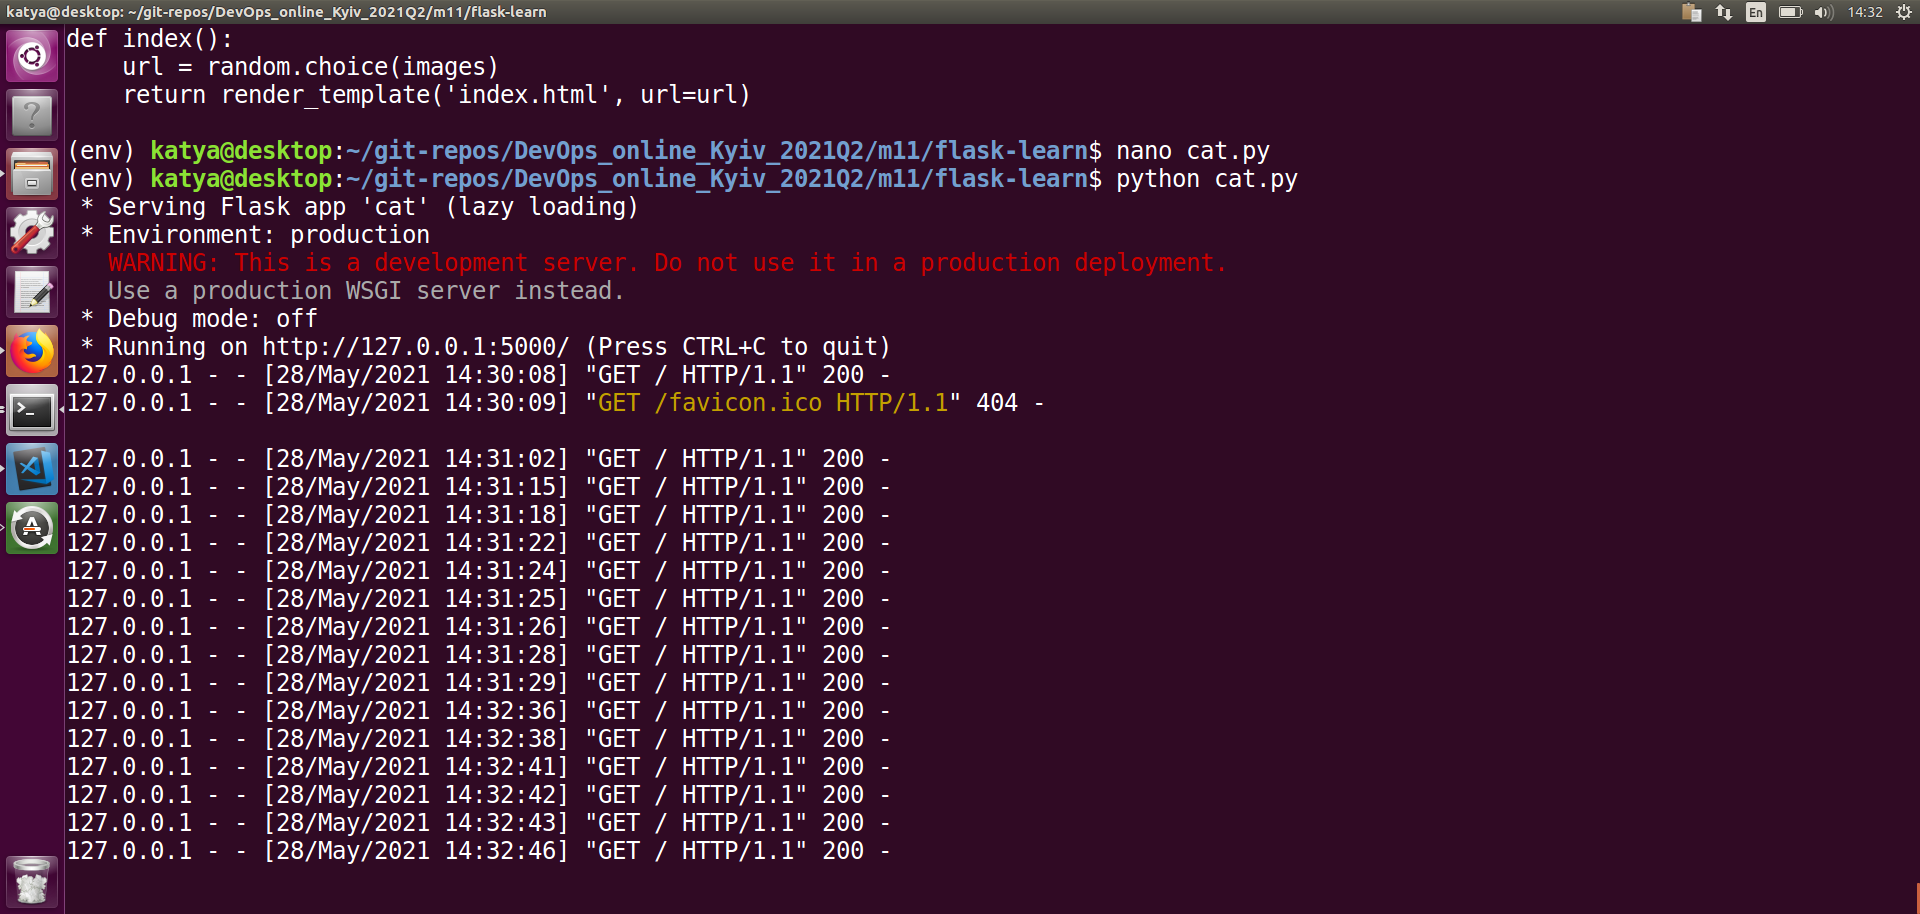 katya@desktop: ~/git-repos/DevOps_online_Kyiv_2021Q2/m11/flask-learn
En
14:32
def index():
    url = random.choice(images)
    return render_template('index.html', url=url)
(env) katya@desktop:~/git-repos/DevOps_online_Kyiv_2021Q2/m11/flask-learn$ nano cat.py
(env) katya@desktop:~/git-repos/DevOps_online_Kyiv_2021Q2/m11/flask-learn$ python cat.py
 * Serving Flask app 'cat' (lazy loading)
 * Environment: production
   WARNING: This is a development server. Do not use it in a production deployment.
   Use a production WSGI server instead.
 * Debug mode: off
 * Running on http://127.0.0.1:5000/ (Press CTRL+C to quit)
127.0.0.1 - - [28/May/2021 14:30:08] "GET / HTTP/1.1" 200 -
127.0.0.1 - - [28/May/2021 14:30:09] "GET /favicon.ico HTTP/1.1" 404 -
127.0.0.1 - - [28/May/2021 14:31:02] "GET / HTTP/1.1" 200 -
127.0.0.1 - - [28/May/2021 14:31:15] "GET / HTTP/1.1" 200 -
127.0.0.1 - - [28/May/2021 14:31:18] "GET / HTTP/1.1" 200 -
127.0.0.1 - - [28/May/2021 14:31:22] "GET / HTTP/1.1" 200 -
127.0.0.1 - - [28/May/2021 14:31:24] "GET / HTTP/1.1" 200 -
127.0.0.1 - - [28/May/2021 14:31:25] "GET / HTTP/1.1" 200 -
127.0.0.1 - - [28/May/2021 14:31:26] "GET / HTTP/1.1" 200 -
127.0.0.1 - - [28/May/2021 14:31:28] "GET / HTTP/1.1" 200 -
127.0.0.1 - - [28/May/2021 14:31:29] "GET / HTTP/1.1" 200 -
127.0.0.1 - - [28/May/2021 14:32:36] "GET / HTTP/1.1" 200 -
127.0.0.1 - - [28/May/2021 14:32:38] "GET / HTTP/1.1" 200 -
127.0.0.1 - - [28/May/2021 14:32:41] "GET / HTTP/1.1" 200 -
127.0.0.1 - - [28/May/2021 14:32:42] "GET / HTTP/1.1" 200 -
127.0.0.1 - - [28/May/2021 14:32:43] "GET / HTTP/1.1" 200 -
127.0.0.1 - - [28/May/2021 14:32:46] "GET / HTTP/1.1" 200 -